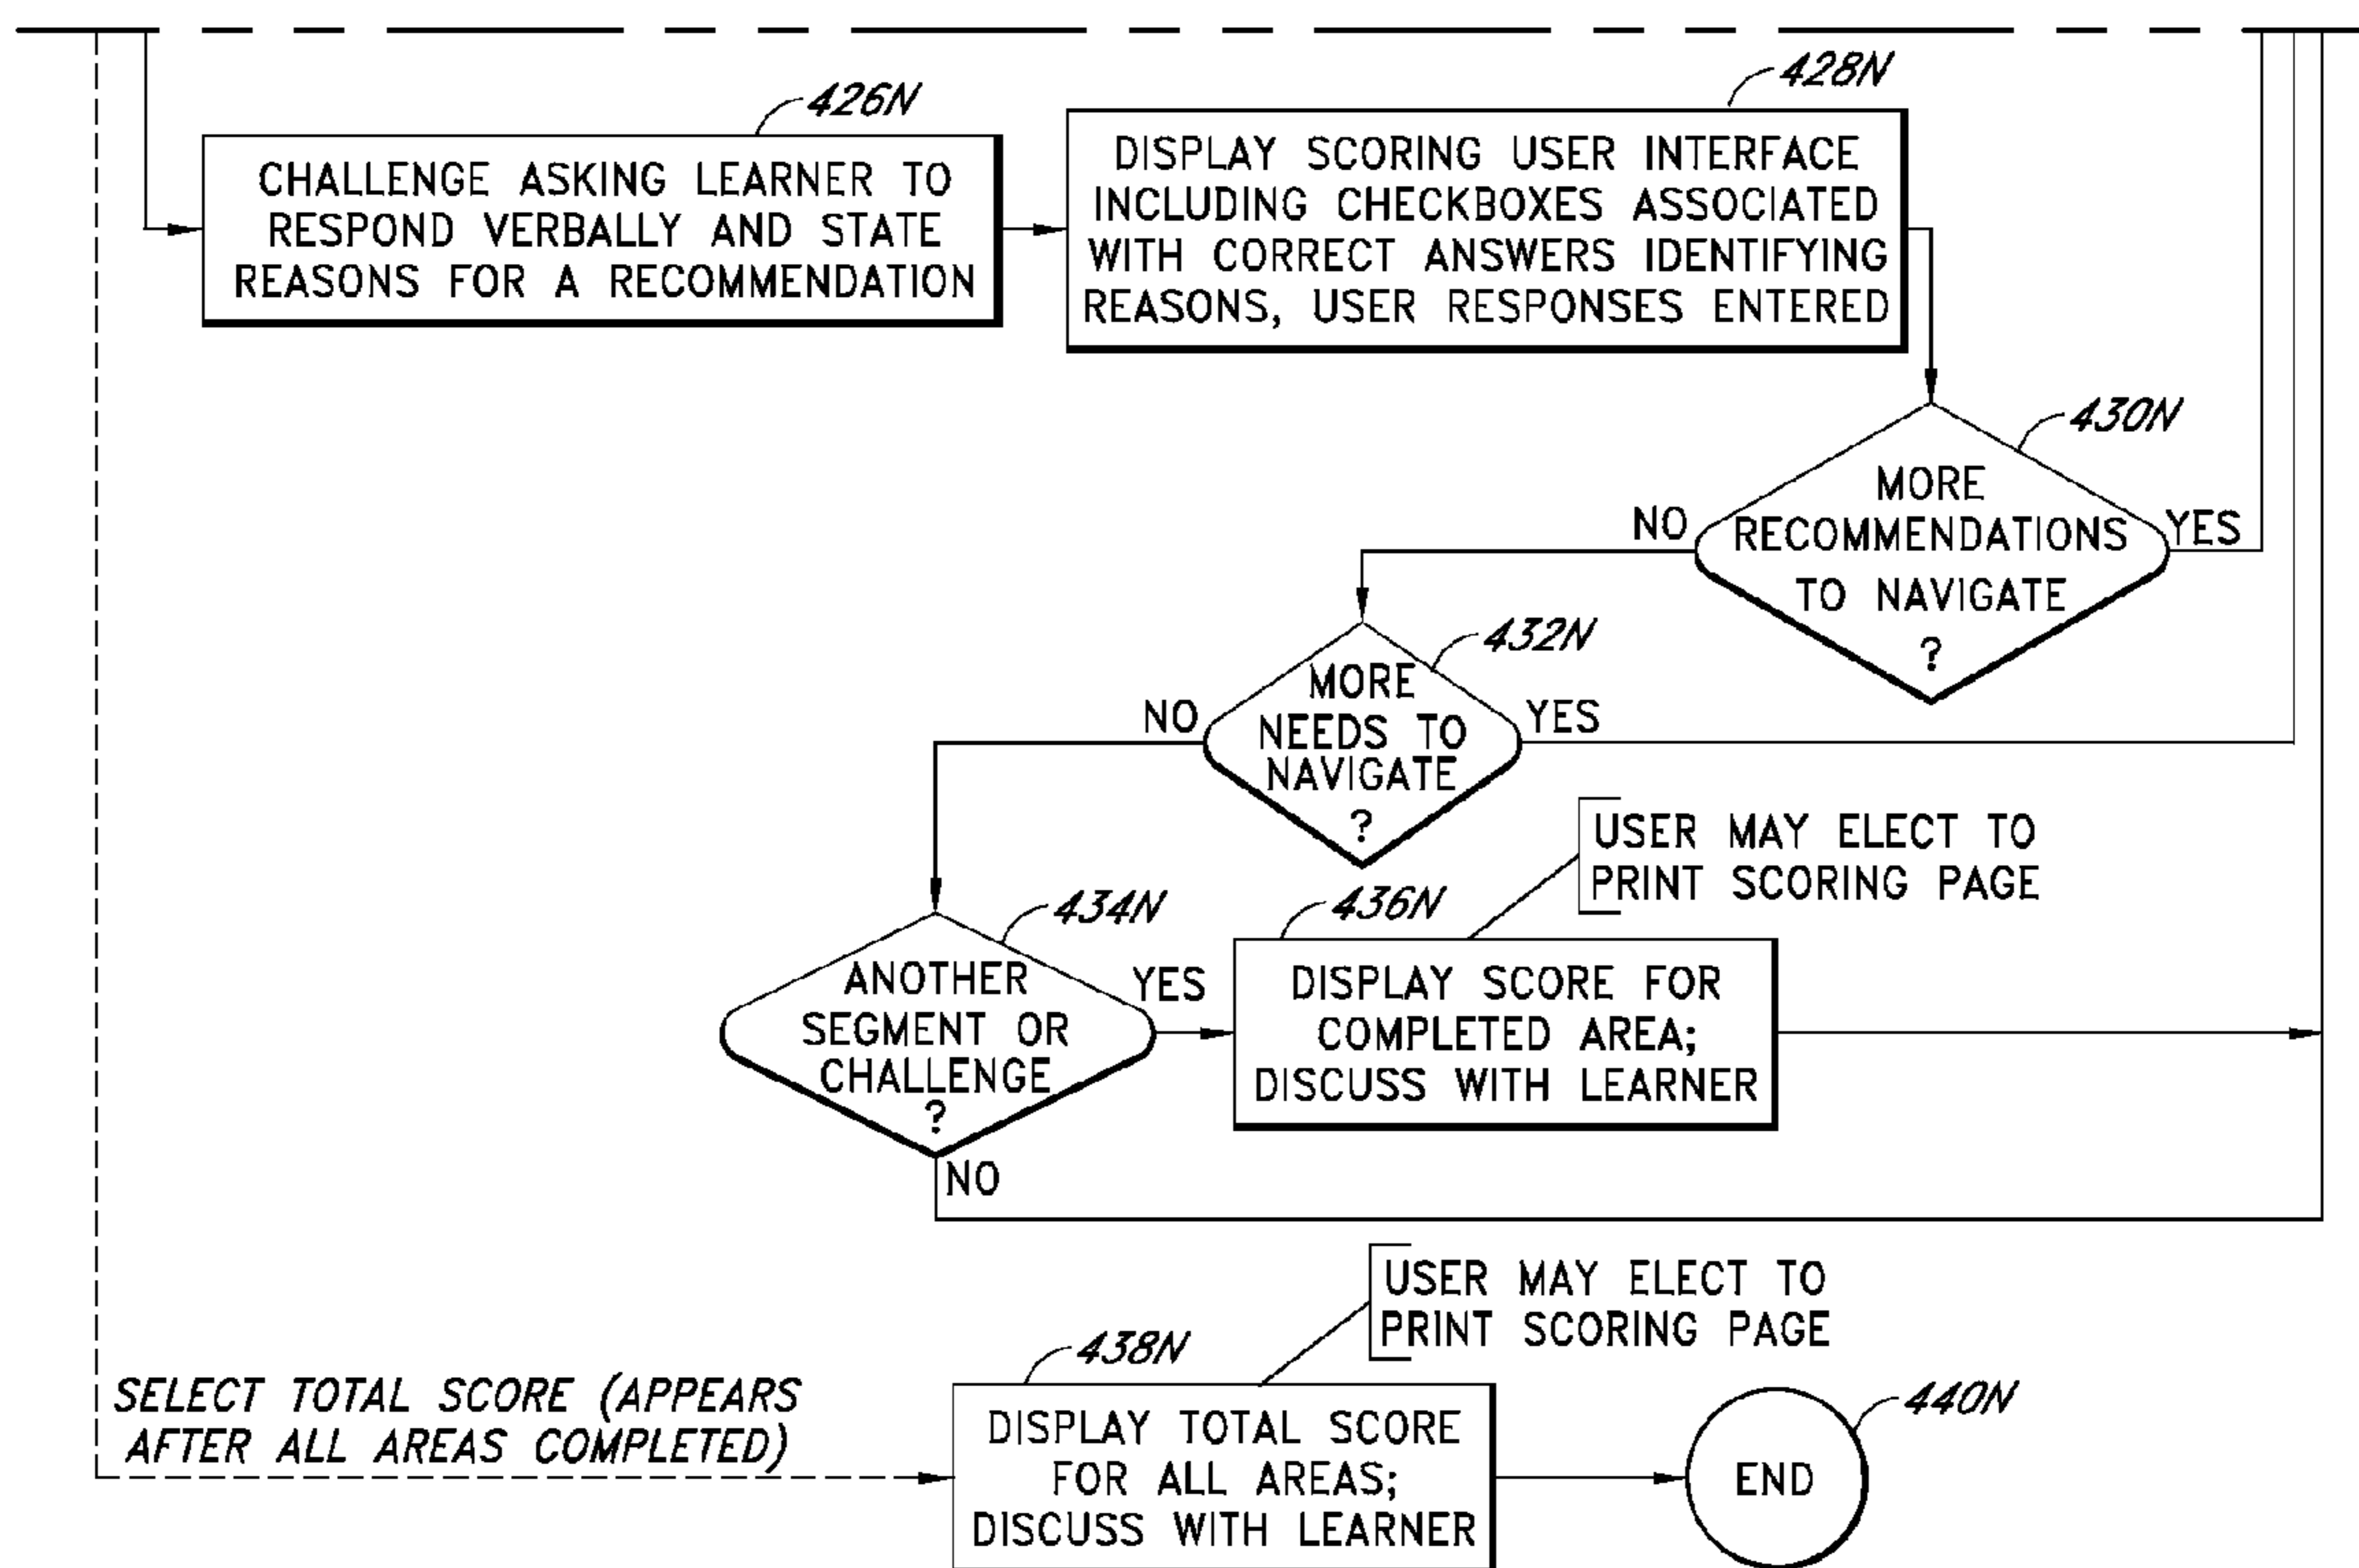 426N
CHALLENGE ASKING LEARNER TO
RESPOND VERBALLY AND STATE
REASONS FOR A RECOMMENDATION
428N
DISPLAY SCORING USER INTERFACE
INCLUDING CHECKBOXES ASSOCIATED
WITH CORRECT ANSWERS IDENTIFYING
REASONS, USER RESPONSES ENTERED
430N
MORE
RECOMMENDATIONS
TO NAVIGATE
?
NO
YES
432N
MORE
NEEDS TO
NAVIGATE
?
NO
YES
434N
ANOTHER
SEGMENT OR
CHALLENGE
?
YES
NO
USER MAY ELECT TO
PRINT SCORING PAGE
436N
DISPLAY SCORE FOR
COMPLETED AREA;
DISCUSS WITH LEARNER
USER MAY ELECT TO
PRINT SCORING PAGE
SELECT TOTAL SCORE (APPEARS
AFTER ALL AREAS COMPLETED)
438N
DISPLAY TOTAL SCORE
FOR ALL AREAS;
DISCUSS WITH LEARNER
440N
END